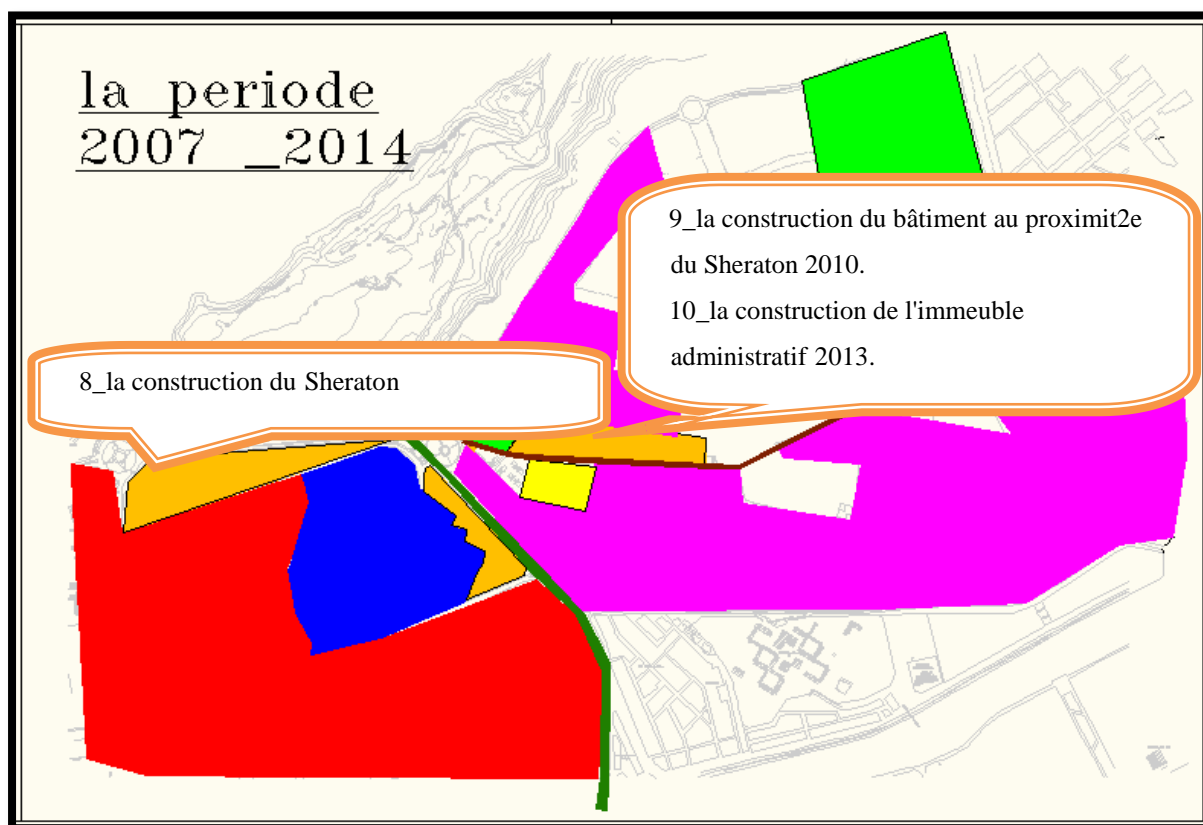 la periode
2007 _2014
9_la construction du bâtiment au proximit2e
du Sheraton 2010.
10_la construction de l'immeuble
administratif 2013.
8_la construction du Sheraton